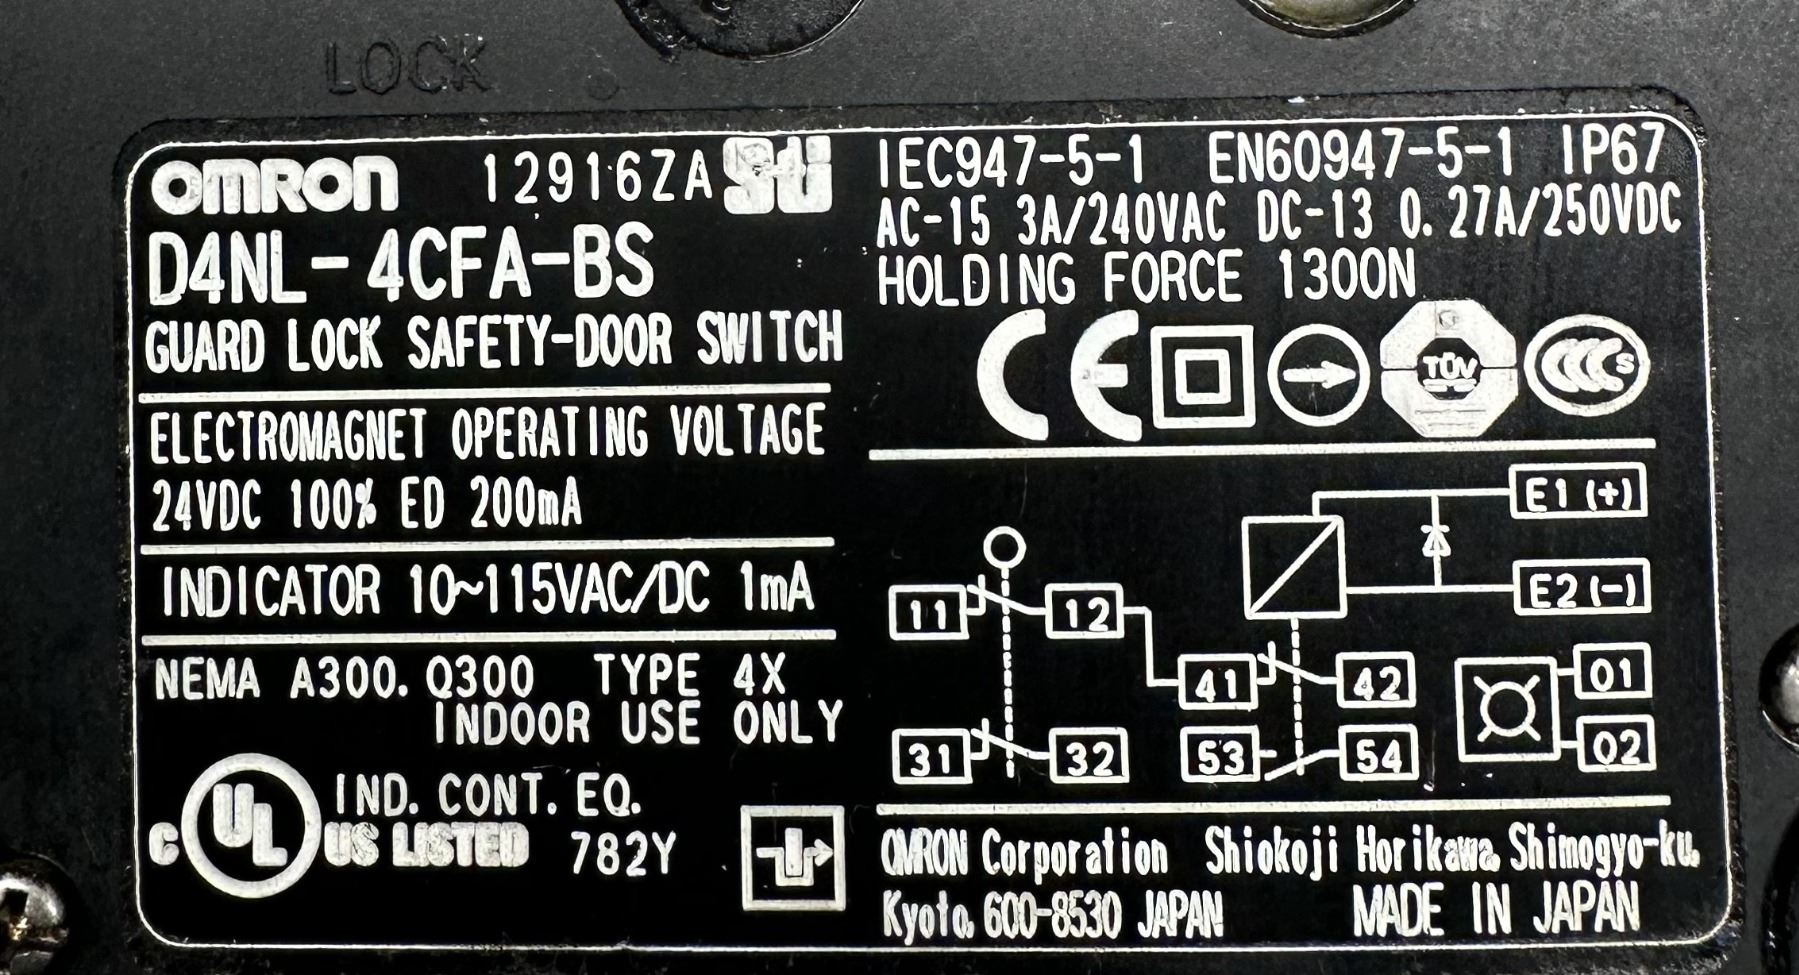 LOCK
OMRON 12916ZA
D4NL-4CFA-BS
GUARD LOCK SAFETY-DOOR SWITCH
ELECTROMAGNET OPERATING VOLTAGE
24VDC 100% ED 200mA
INDICATOR 10~115VAC/DC 1mA
NEMA A300. Q300 TYPE 4X
INDOOR USE ONLY
C UL US LISTED
IND. CONT. EQ.
782Y
IEC947-5-1 EN60947-5-1 IP67
AC-15 3A/240VAC DC-13 0.27A/250VDC
HOLDING FORCE 1300N
CE TÜV CCC S
E1 (+)
E2 (-)
11 12
41 42
01
31 32
53 54
02
OMRON Corporation Shiokoji Horikawa, Shimogyo-ku,
Kyoto, 600-8530 JAPAN MADE IN JAPAN